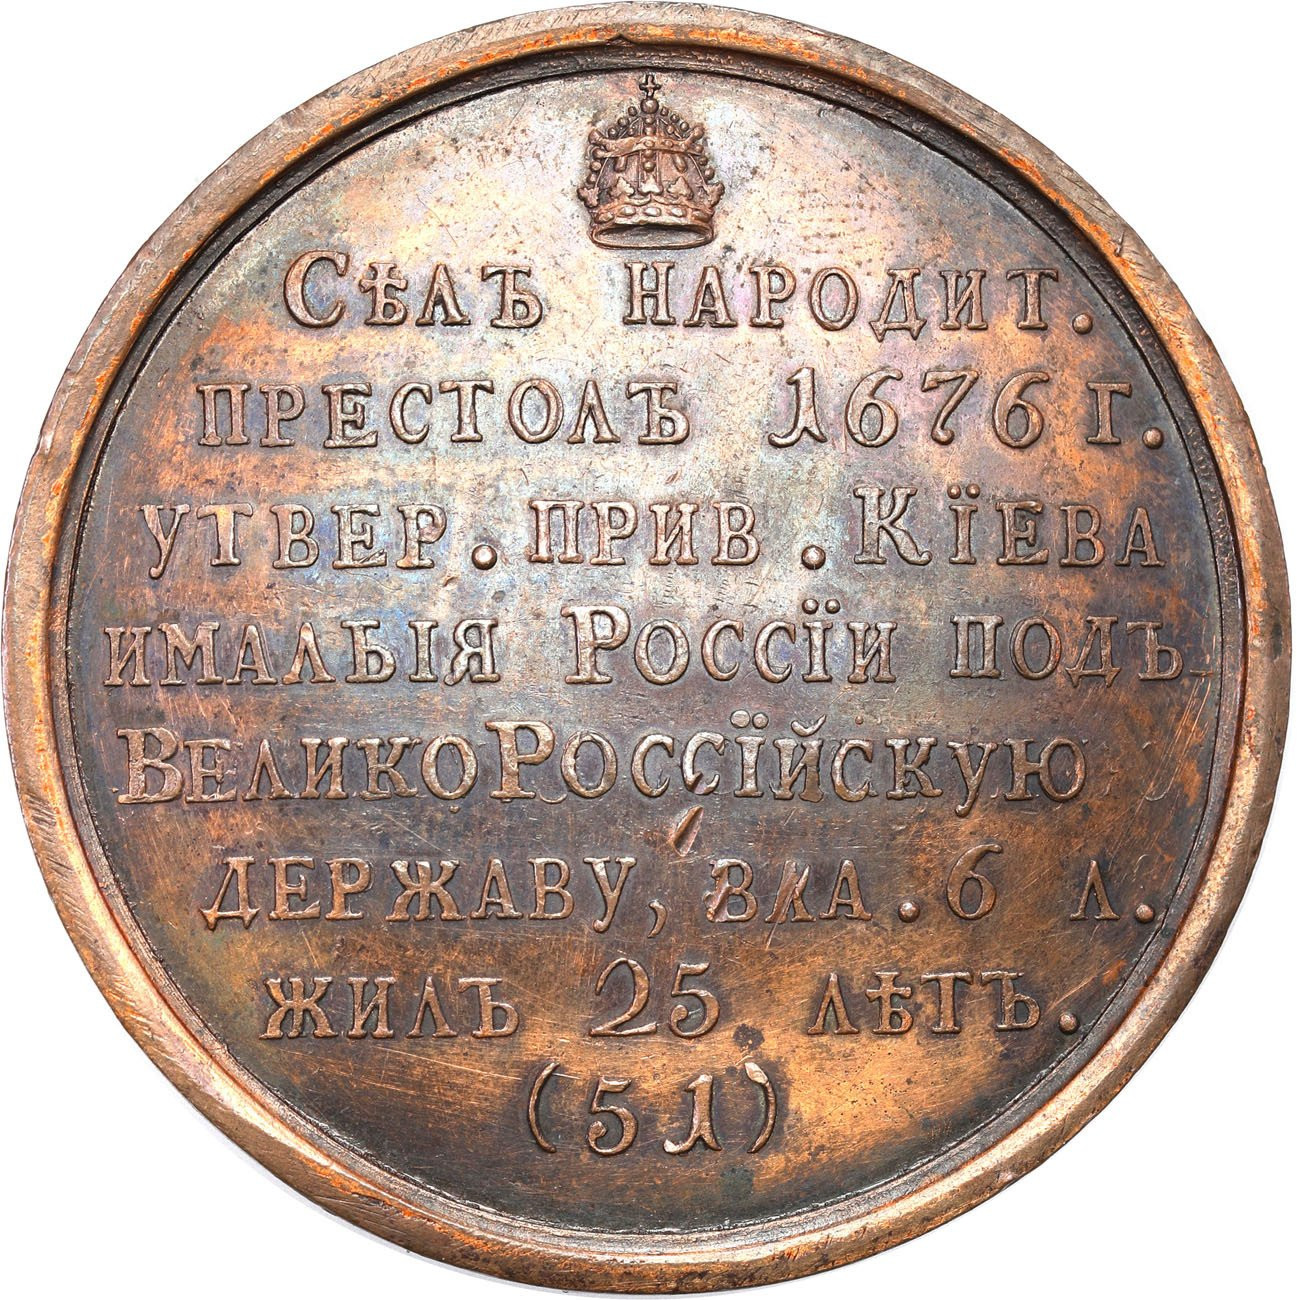 Сѣлъ народит.
престолъ 1676 г.
утвер. прив. Кїева
ималыя Россїи подъ
ВеликоРоссїйскую
державу, вла. 6 л.
жилъ 25 лѣтъ.
(51)